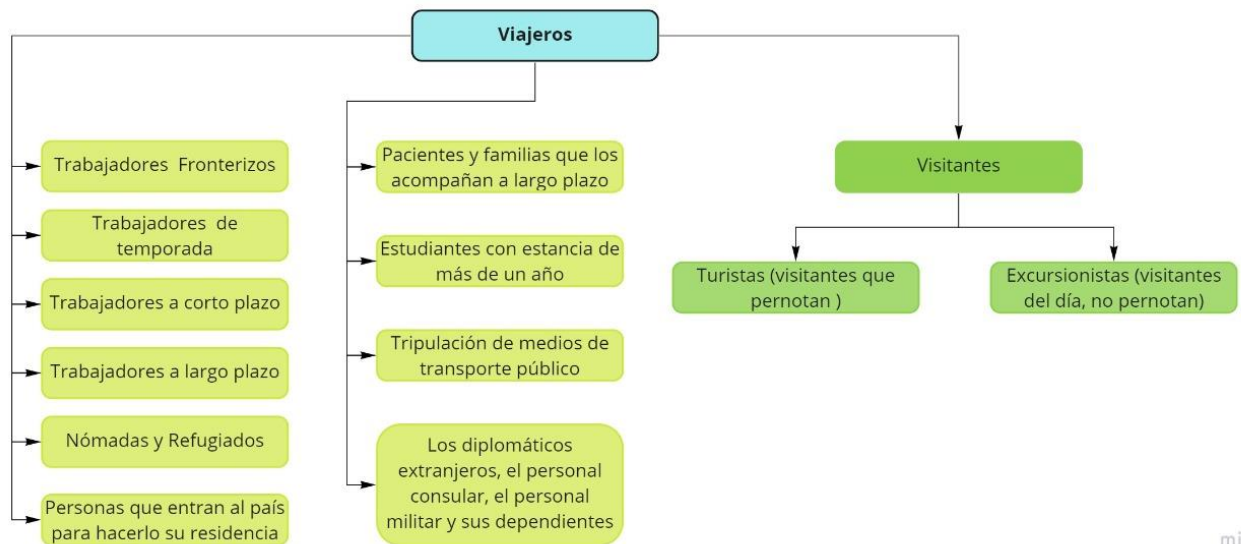 Viajeros
Trabajadores Fronterizos
Trabajadores de
temporada
Trabajadores a corto plazo
Trabajadores a largo plazo
Nómadas y Refugiados
Personas que entran al país
para hacerlo su residencia
Pacientes y familias que los
acompañan a largo plazo
Estudiantes con estancia de
más de un año
Tripulación de medios de
transporte público
Los diplomáticos
extranjeros, el personal
consular, el personal
militar y sus dependientes
Visitantes
Turistas (visitantes que
pernotan )
Excursionistas (visitantes
del día, no pernotan)
mi